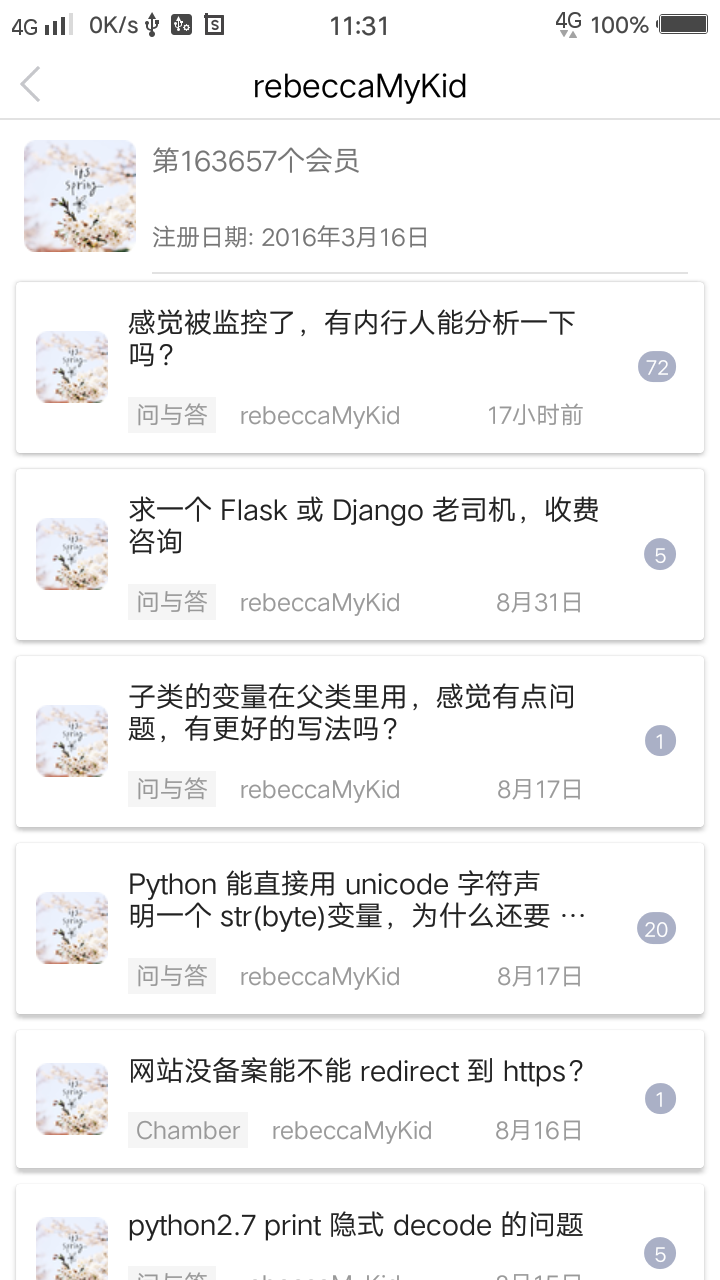 4G 0K/s 11:31 4G 100%
rebeccaMyKid
it's
spring
第163657个会员
注册日期: 2016年3月16日
感觉被监控了，有内行人能分析一下
吗？
72
问与答 rebeccaMyKid 17小时前
求一个 Flask 或 Django 老司机，收费
咨询
5
问与答 rebeccaMyKid 8月31日
子类的变量在父类里用，感觉有点问
题，有更好的写法吗？
1
问与答 rebeccaMyKid 8月17日
Python 能直接用 unicode 字符声
明一个 str(byte)变量，为什么还要 …
20
问与答 rebeccaMyKid 8月17日
网站没备案能不能 redirect 到 https？
1
Chamber rebeccaMyKid 8月16日
python2.7 print 隐式 decode 的问题
5